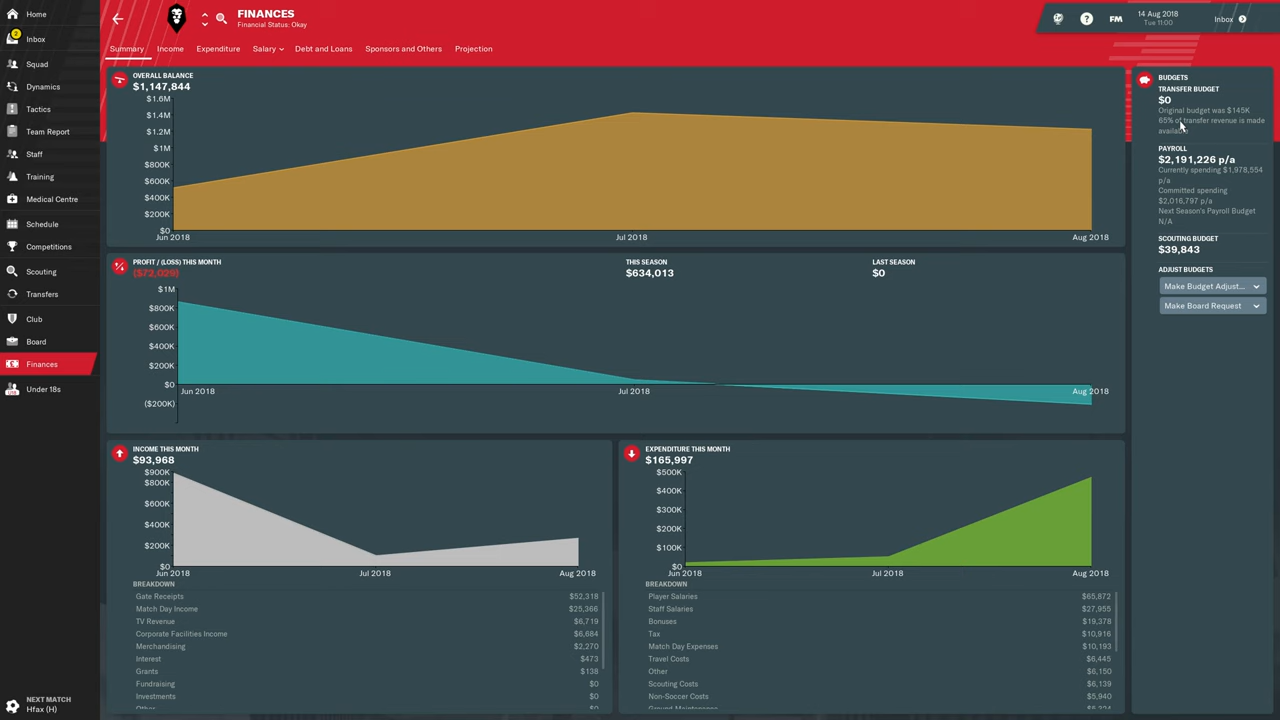 Home
FINANCES
Financial Status: Okay
? FM
14 Aug 2018
Tue 11:00
Inbox
2
Inbox
Summary
Income
Expenditure
Salary
Debt and Loans
Sponsors and Others
Projection
Squad
Dynamics
Tactics
Team Report
Staff
Training
Medical Centre
Schedule
Competitions
Scouting
Transfers
Club
Board
Finances
Under 18s
NEXT MATCH
Hfax (H)
OVERALL BALANCE
$1,147,844
$1.6M
$1.4M
$1.2M
$1M
$800K
$600K
$400K
$200K
$0
Jun 2018
Jul 2018
Aug 2018
PROFIT / (LOSS) THIS MONTH
($72,029)
THIS SEASON
$634,013
LAST SEASON
$0
$1M
$800K
$600K
$400K
$200K
$0
($200K)
Jun 2018
Jul 2018
Aug 2018
INCOME THIS MONTH
$93,968
$900K
$800K
$600K
$400K
$200K
$0
Jun 2018
Jul 2018
Aug 2018
BREAKDOWN
Gate Receipts $52,318
Match Day Income $25,366
TV Revenue $6,719
Corporate Facilities Income $6,684
Merchandising $2,270
Interest $473
Grants $138
Fundraising $0
Investments $0
Other $0
EXPENDITURE THIS MONTH
$165,997
$500K
$400K
$300K
$200K
$100K
$0
Jun 2018
Jul 2018
Aug 2018
BREAKDOWN
Player Salaries $65,872
Staff Salaries $27,955
Bonuses $19,378
Tax $10,916
Match Day Expenses $10,193
Travel Costs $6,445
Other $6,150
Scouting Costs $6,139
Non-Soccer Costs $5,940
Ground Maintenance $5,324
BUDGETS
TRANSFER BUDGET
$0
Original budget was $145K
65% of transfer revenue is made
available
PAYROLL
$2,191,226 p/a
Currently spending $1,978,554
p/a
Committed spending
$2,016,797 p/a
Next Season's Payroll Budget
N/A
SCOUTING BUDGET
$39,843
ADJUST BUDGETS
Make Budget Adjust...
Make Board Request